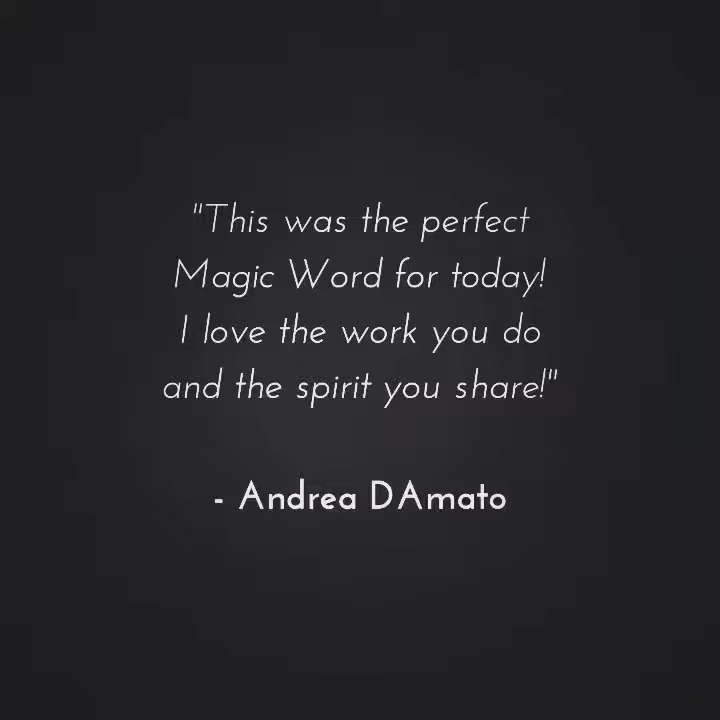 "This was the perfect
Magic Word for today!
I love the work you do
and the spirit you share!"
- Andrea DAmato